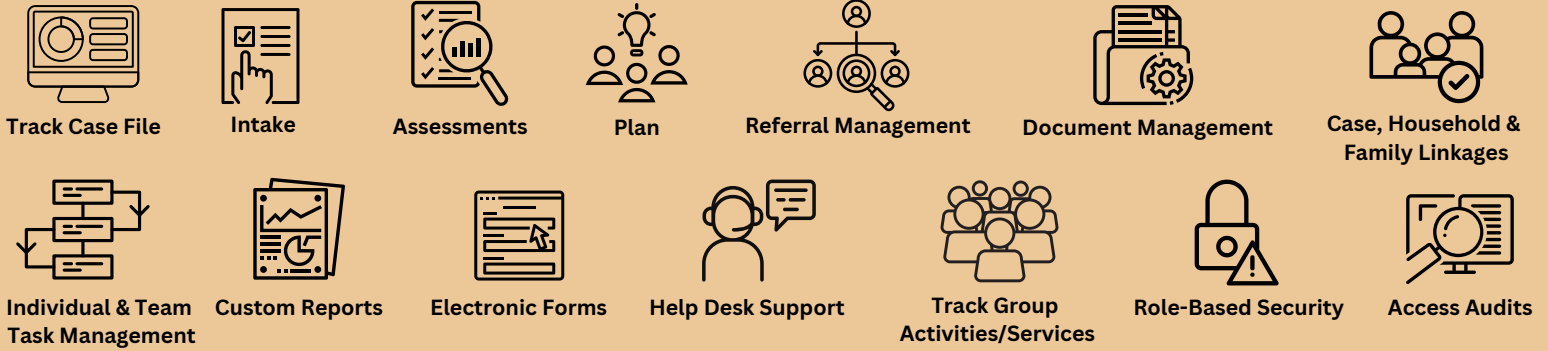 Track Case File
Intake
Assessments
Plan
Referral Management
Document Management
Case, Household &
Family Linkages
Individual & Team
Task Management
Custom Reports
Electronic Forms
Help Desk Support
Track Group
Activities/Services
Role-Based Security
Access Audits